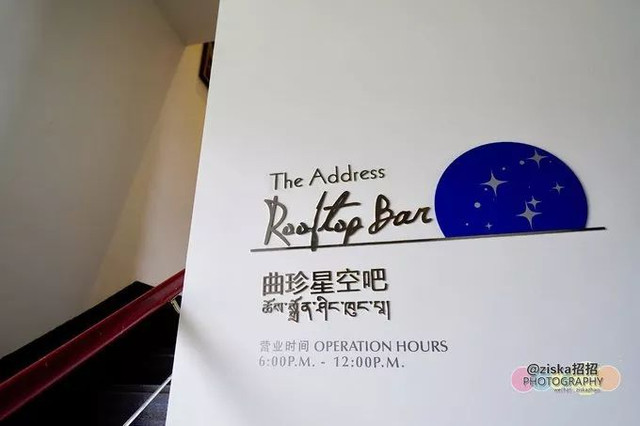 The Address
Rooftop Bar
曲珍星空吧
营业时间 OPERATION HOURS
6:00P.M. - 12:00P.M.
@ziska招招
PHOTOGRAPHY